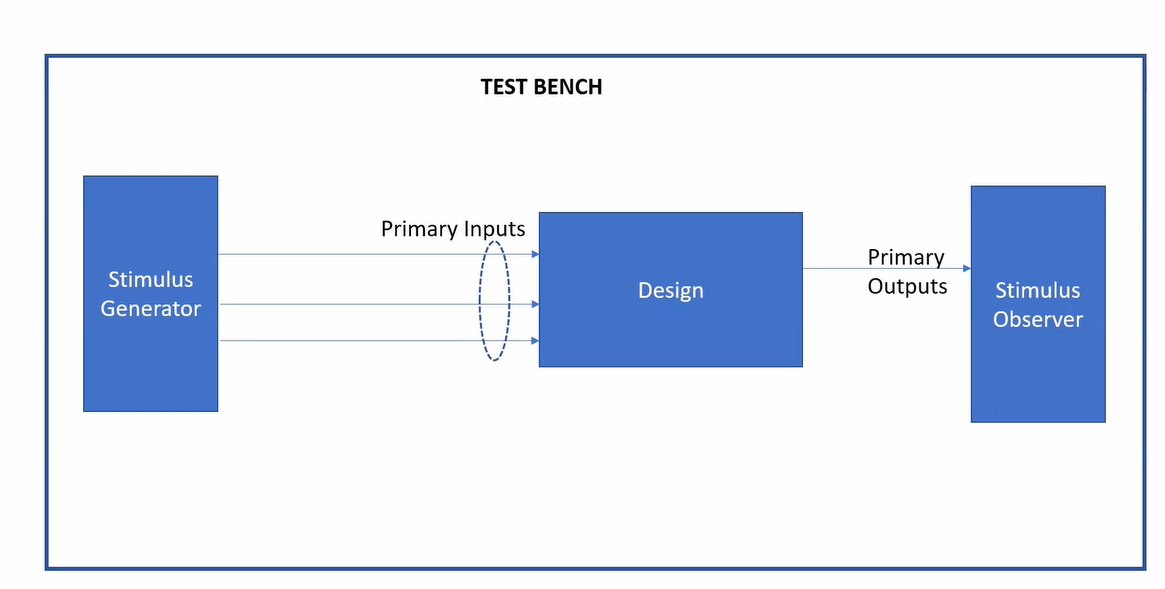 TEST BENCH
Primary Inputs
Stimulus
Generator
Design
Primary
Outputs
Stimulus
Observer